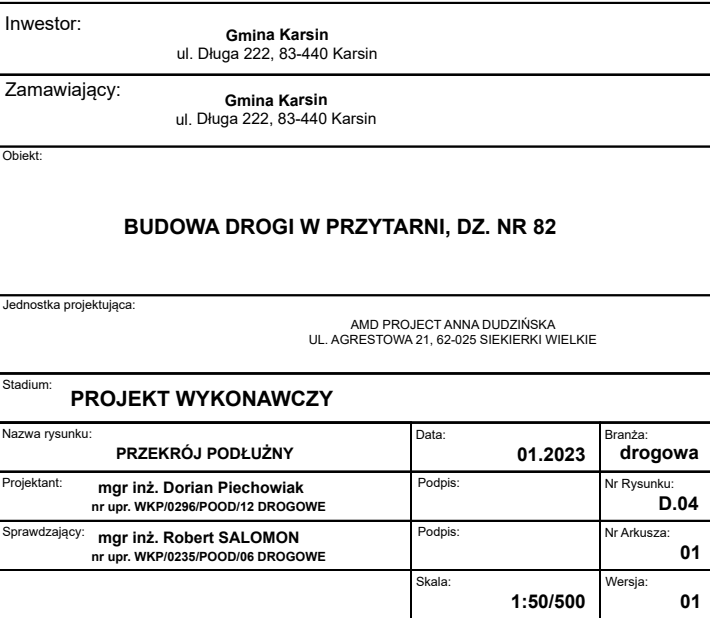 Inwestor:
Gmina Karsin
ul. Długa 222, 83-440 Karsin
Zamawiający:
Gmina Karsin
ul. Długa 222, 83-440 Karsin
Obiekt:
BUDOWA DROGI W PRZYTARNI, DZ. NR 82
Jednostka projektująca:
AMD PROJECT ANNA DUDZIŃSKA
UL. AGRESTOWA 21, 62-025 SIEKIERKI WIELKIE
Stadium:
PROJEKT WYKONAWCZY
Nazwa rysunku:
PRZEKRÓJ PODŁUŻNY
Data:
01.2023
Branża:
drogowa
Projektant:
mgr inż. Dorian Piechowiak
nr upr. WKP/0296/POOD/12 DROGOWE
Podpis:
Nr Rysunku:
D.04
Sprawdzający:
mgr inż. Robert SALOMON
nr upr. WKP/0235/POOD/06 DROGOWE
Podpis:
Nr Arkusza:
01
Skala:
1:50/500
Wersja:
01